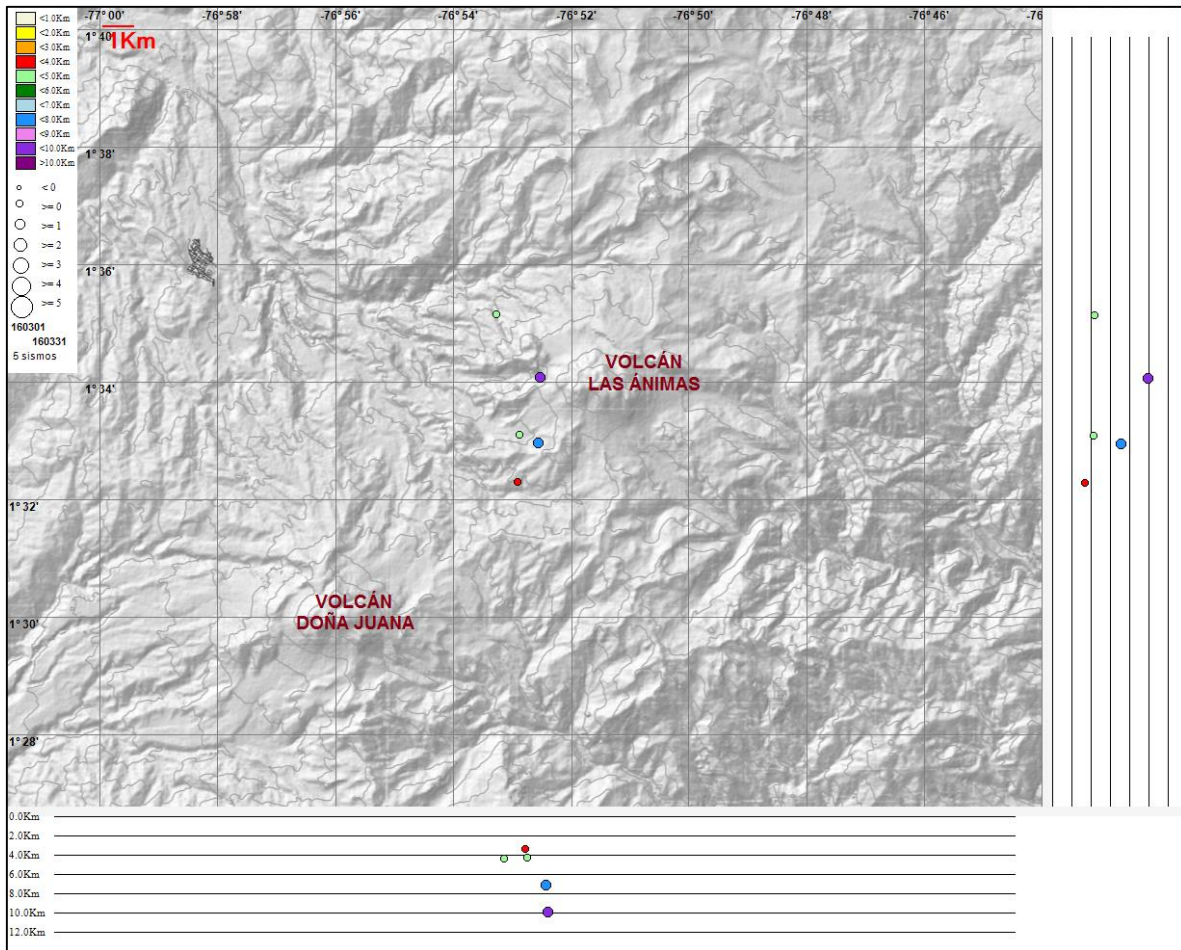 -77° 00'
-76° 58'
-76° 56'
-76° 54'
-76° 52'
-76° 50'
-76° 48'
-76° 46'
-76
1° 40'
1Km
<1.0Km
<2.0Km
<3.0Km
<4.0Km
<5.0Km
<6.0Km
<7.0Km
<8.0Km
<9.0Km
<10.0Km
>10.0Km
< 0
>= 0
>= 1
>= 2
>= 3
>= 4
>= 5
160301
160331
5 sismos
1° 38'
1° 36'
1° 34'
1° 32'
1° 30'
1° 28'
VOLCÁN
LAS ÁNIMAS
VOLCÁN
DOÑA JUANA
0.0Km
2.0Km
4.0Km
6.0Km
8.0Km
10.0Km
12.0Km